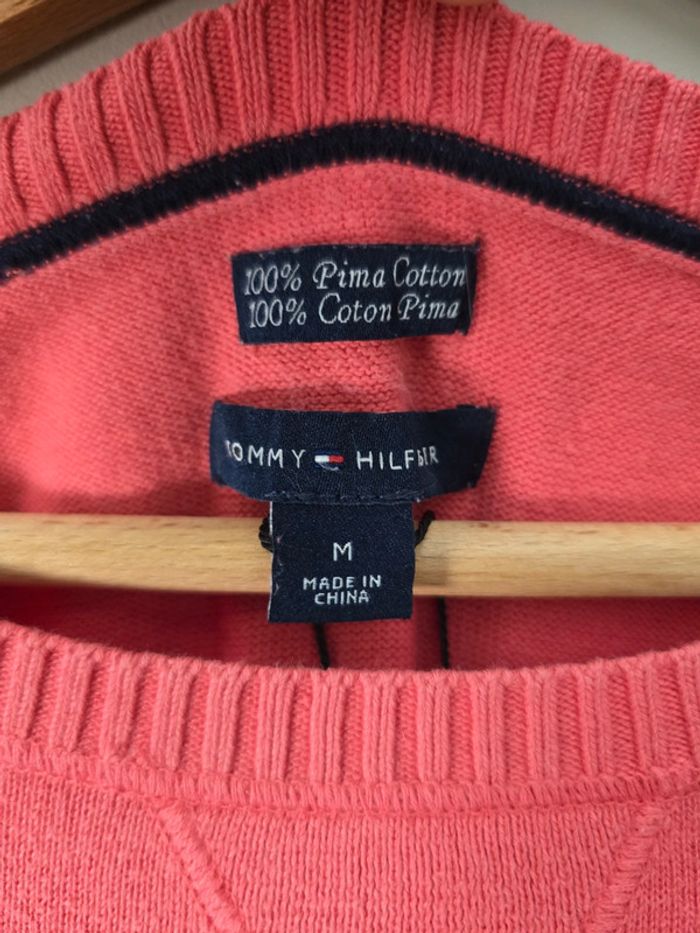 100% Pima Cotton
100% Coton Pima
TOMMY HILFIGER
M
MADE IN
CHINA